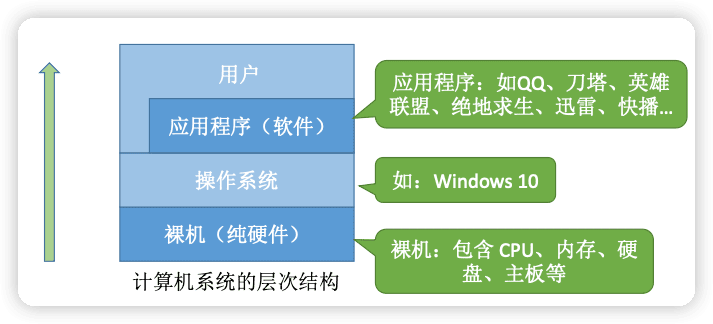 用户
应用程序（软件）
操作系统
裸机（纯硬件）
计算机系统的层次结构
应用程序：如QQ、刀塔、英雄
联盟、绝地求生、迅雷、快播...
如：Windows 10
裸机：包含 CPU、内存、硬
盘、主板等